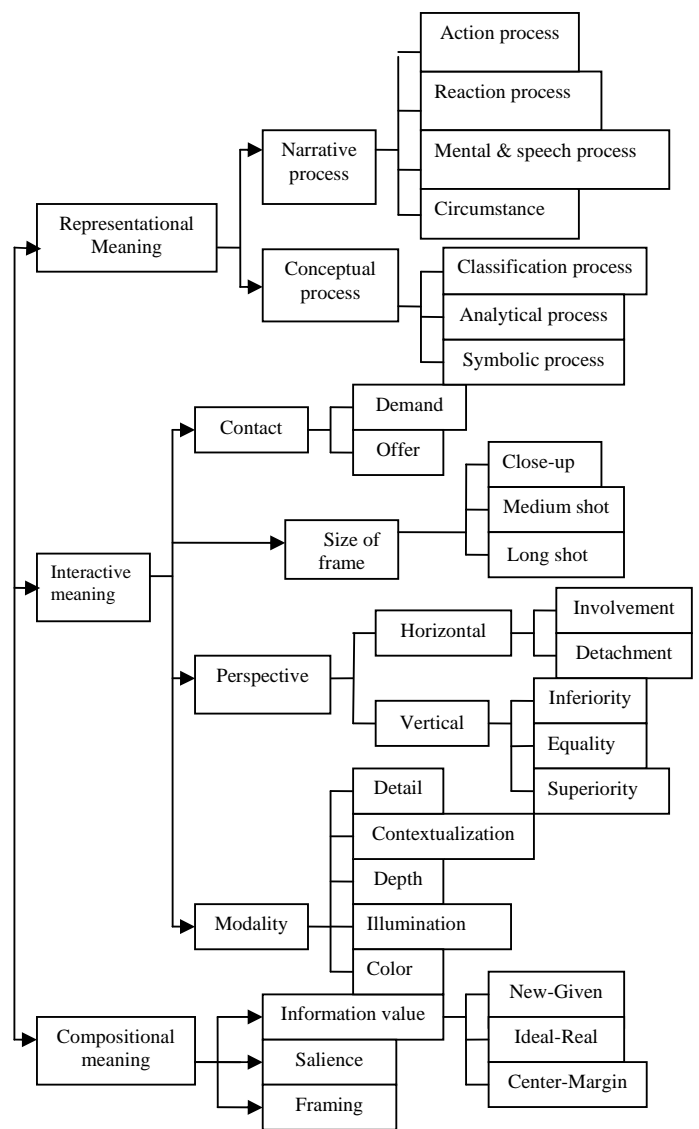 Action process
Reaction process
Narrative
process
Mental & speech process
Circumstance
Representational
Meaning
Conceptual
process
Classification process
Analytical process
Symbolic process
Contact
Demand
Offer
Close-up
Size of
frame
Medium shot
Long shot
Interactive
meaning
Perspective
Horizontal
Involvement
Detachment
Vertical
Inferiority
Equality
Superiority
Modality
Detail
Contextualization
Depth
Illumination
Color
Compositional
meaning
Information value
New-Given
Ideal-Real
Center-Margin
Salience
Framing